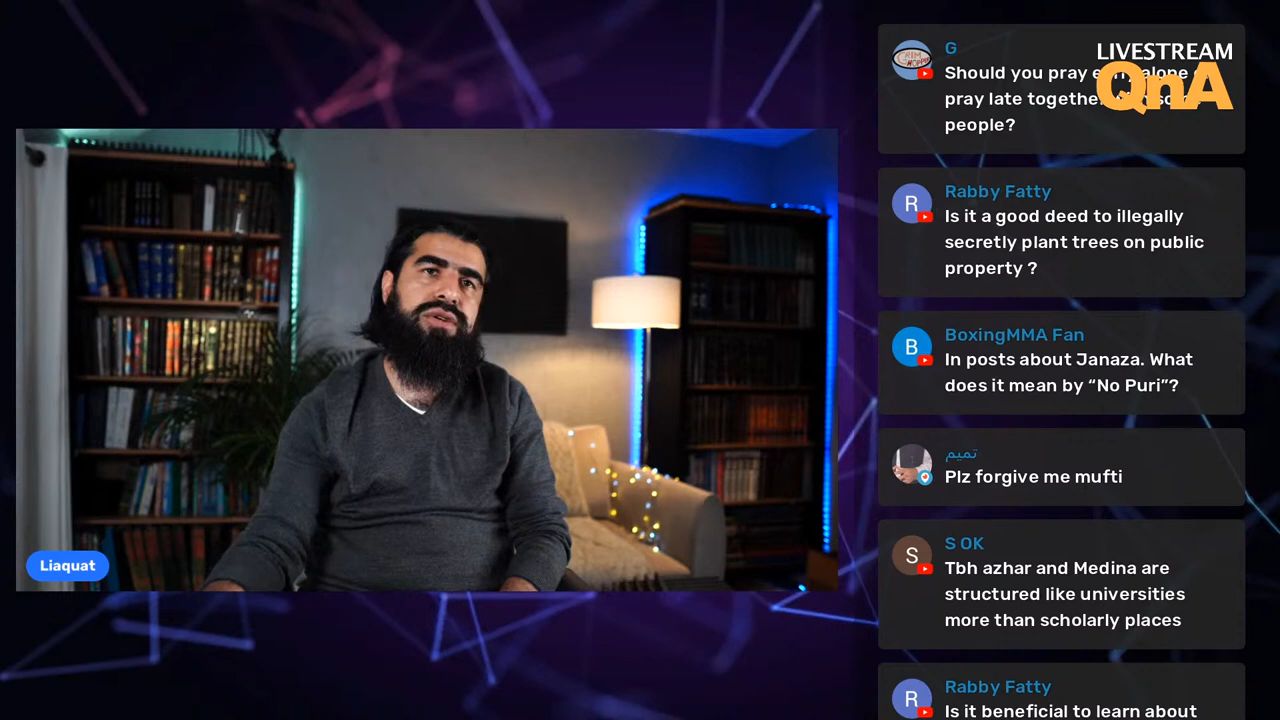 LIVESTREAM
QnA
G
Should you pray alone
pray late together
people?
Rabby Fatty
Is it a good deed to illegally
secretly plant trees on public
property ?
BoxingMMA Fan
In posts about Janaza. What
does it mean by “No Puri”?
تميم
Plz forgive me mufti
S OK
Tbh azhar and Medina are
structured like universities
more than scholarly places
Rabby Fatty
Is it beneficial to learn about
Liaquat
R
R
B
S